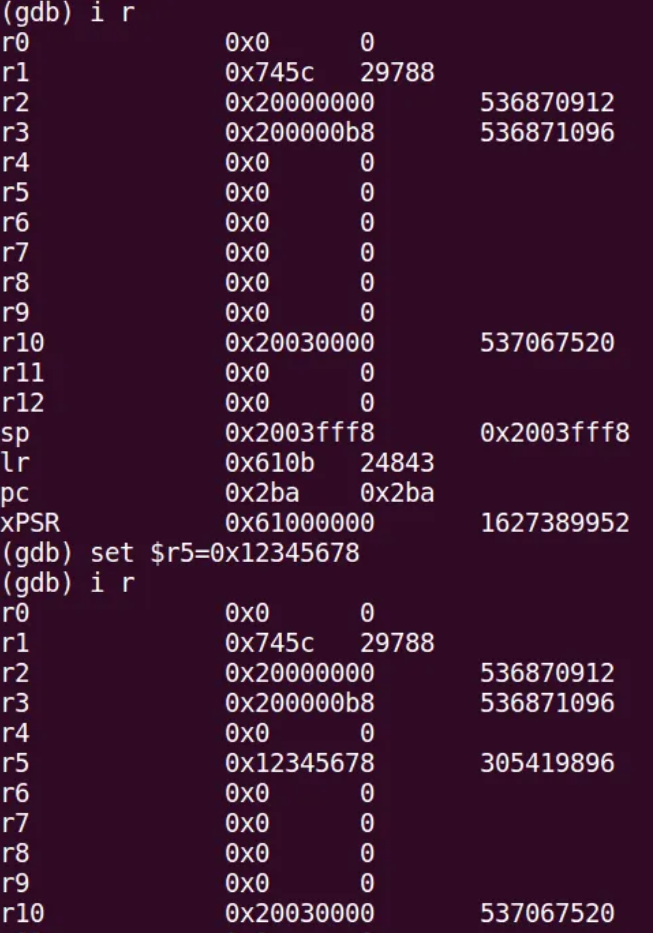 (gdb) i r
r0 0x0 0
r1 0x745c 29788
r2 0x20000000 536870912
r3 0x200000b8 536871096
r4 0x0 0
r5 0x0 0
r6 0x0 0
r7 0x0 0
r8 0x0 0
r9 0x0 0
r10 0x20030000 537067520
r11 0x0 0
r12 0x0 0
sp 0x2003fff8 0x2003fff8
lr 0x610b 24843
pc 0x2ba 0x2ba
xPSR 0x61000000 1627389952
(gdb) set $r5=0x12345678
(gdb) i r
r0 0x0 0
r1 0x745c 29788
r2 0x20000000 536870912
r3 0x200000b8 536871096
r4 0x0 0
r5 0x12345678 305419896
r6 0x0 0
r7 0x0 0
r8 0x0 0
r9 0x0 0
r10 0x20030000 537067520